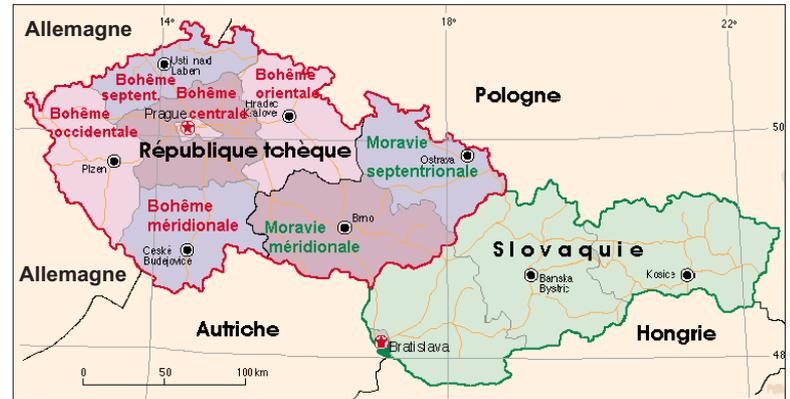 14°
18°
22°
Allemagne
Usti nad
Laben
Bohême
septent.
Bohême
centrale
Bohême
orientale
Pologne
Bohême
occidentale
Prague
Hradec
Kralove
50
République tchèque
Moravie
septentrionale
Ostrava
Plzen
Bohême
méridionale
Moravie
méridionale
Brno
Ceské
Budejovice
Slovaquie
Banska
Bystric
Kosice
Allemagne
Autriche
Hongrie
Bratislava
48
0
50
100 km